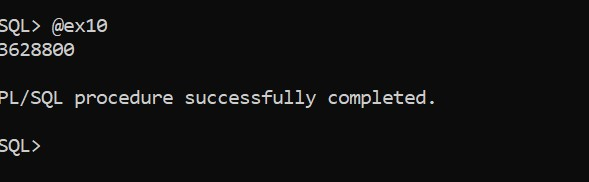 SQL> @ex10
3628800
PL/SQL procedure successfully completed.
SQL>